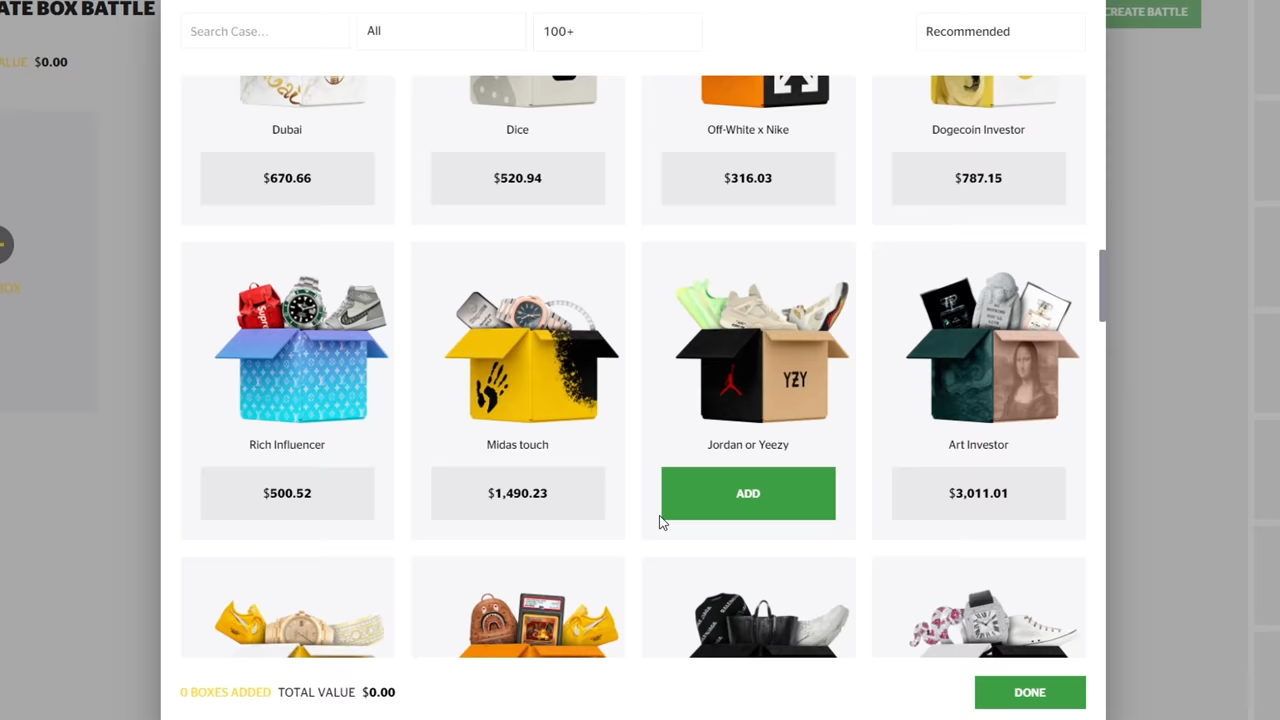 ATE BOX BATTLE
CREATE BATTLE
Search Case...
All
100+
Recommended
ALUE $0.00
Dubai
Dice
Off-White x Nike
Dogecoin Investor
$670.66
$520.94
$316.03
$787.15
YZY
Rich Influencer
Midas touch
Jordan or Yeezy
Art Investor
$500.52
$1,490.23
ADD
$3,011.01
0 BOXES ADDED TOTAL VALUE $0.00
DONE